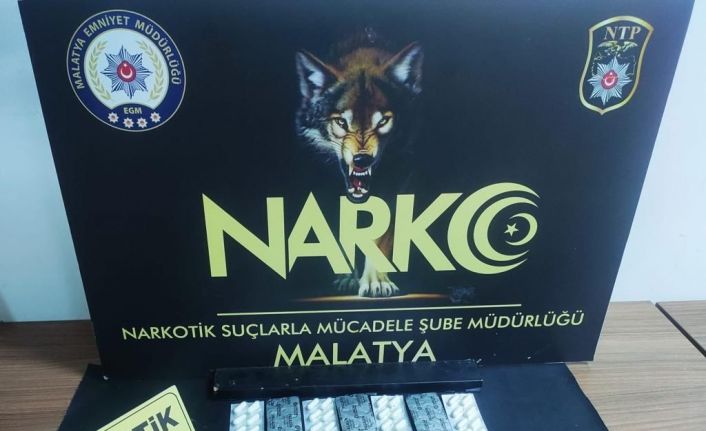 MALATYA EMNİYET MÜDÜRLÜĞÜ
EGM
NTP
NARKO
NARKOTİK SUÇLARLA MÜCADELE ŞUBE MÜDÜRLÜĞÜ
MALATYA
TİK